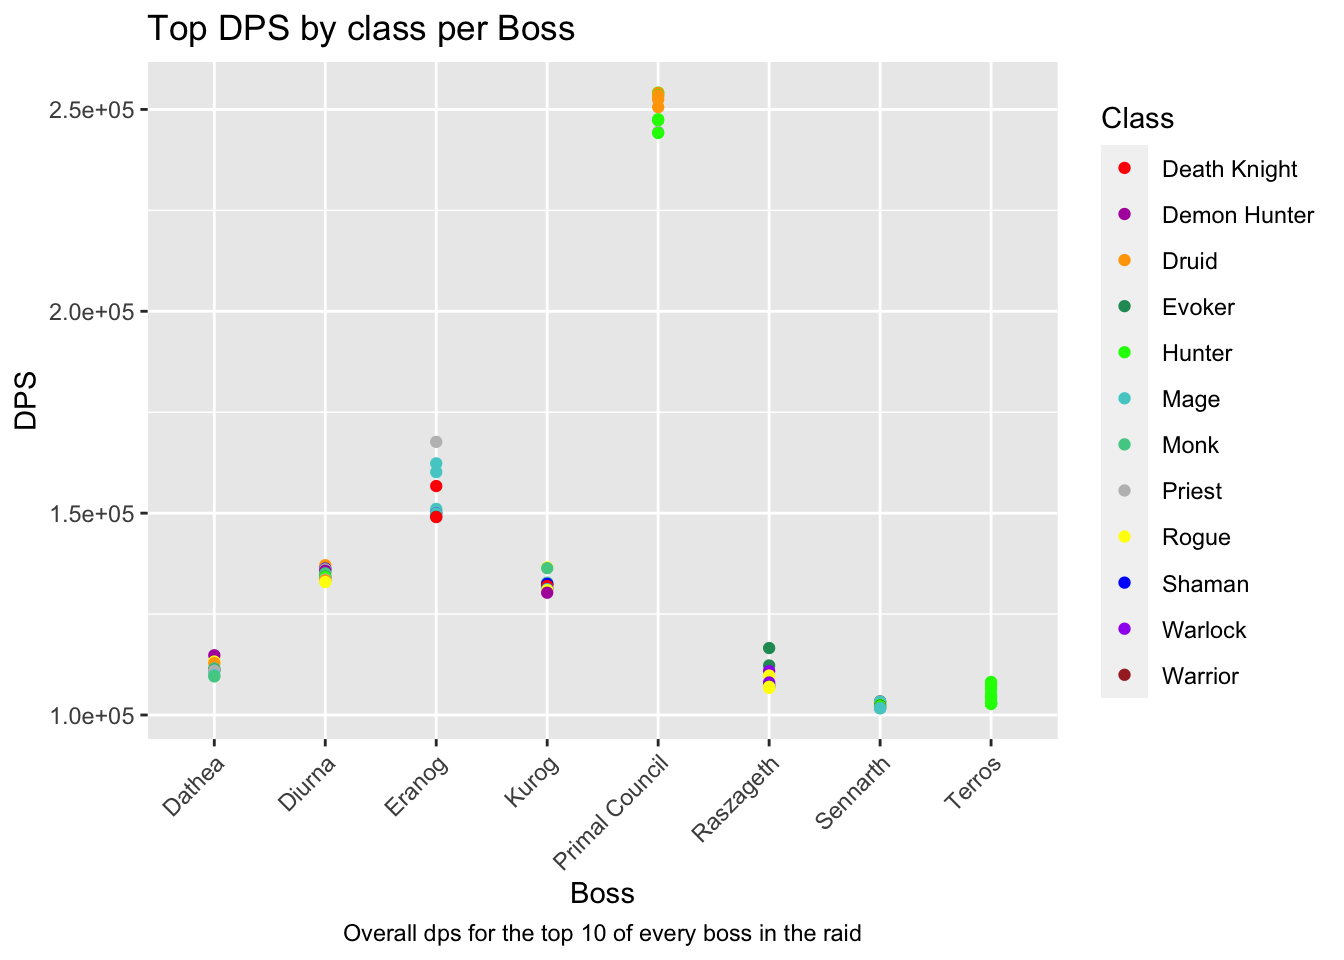 Top DPS by class per Boss
DPS
2.5e+05
2.0e+05
1.5e+05
1.0e+05
Dathea
Diurna
Eranog
Kurog
Primal Council
Raszageth
Sennarth
Terros
Boss
Overall dps for the top 10 of every boss in the raid
Class
Death Knight
Demon Hunter
Druid
Evoker
Hunter
Mage
Monk
Priest
Rogue
Shaman
Warlock
Warrior